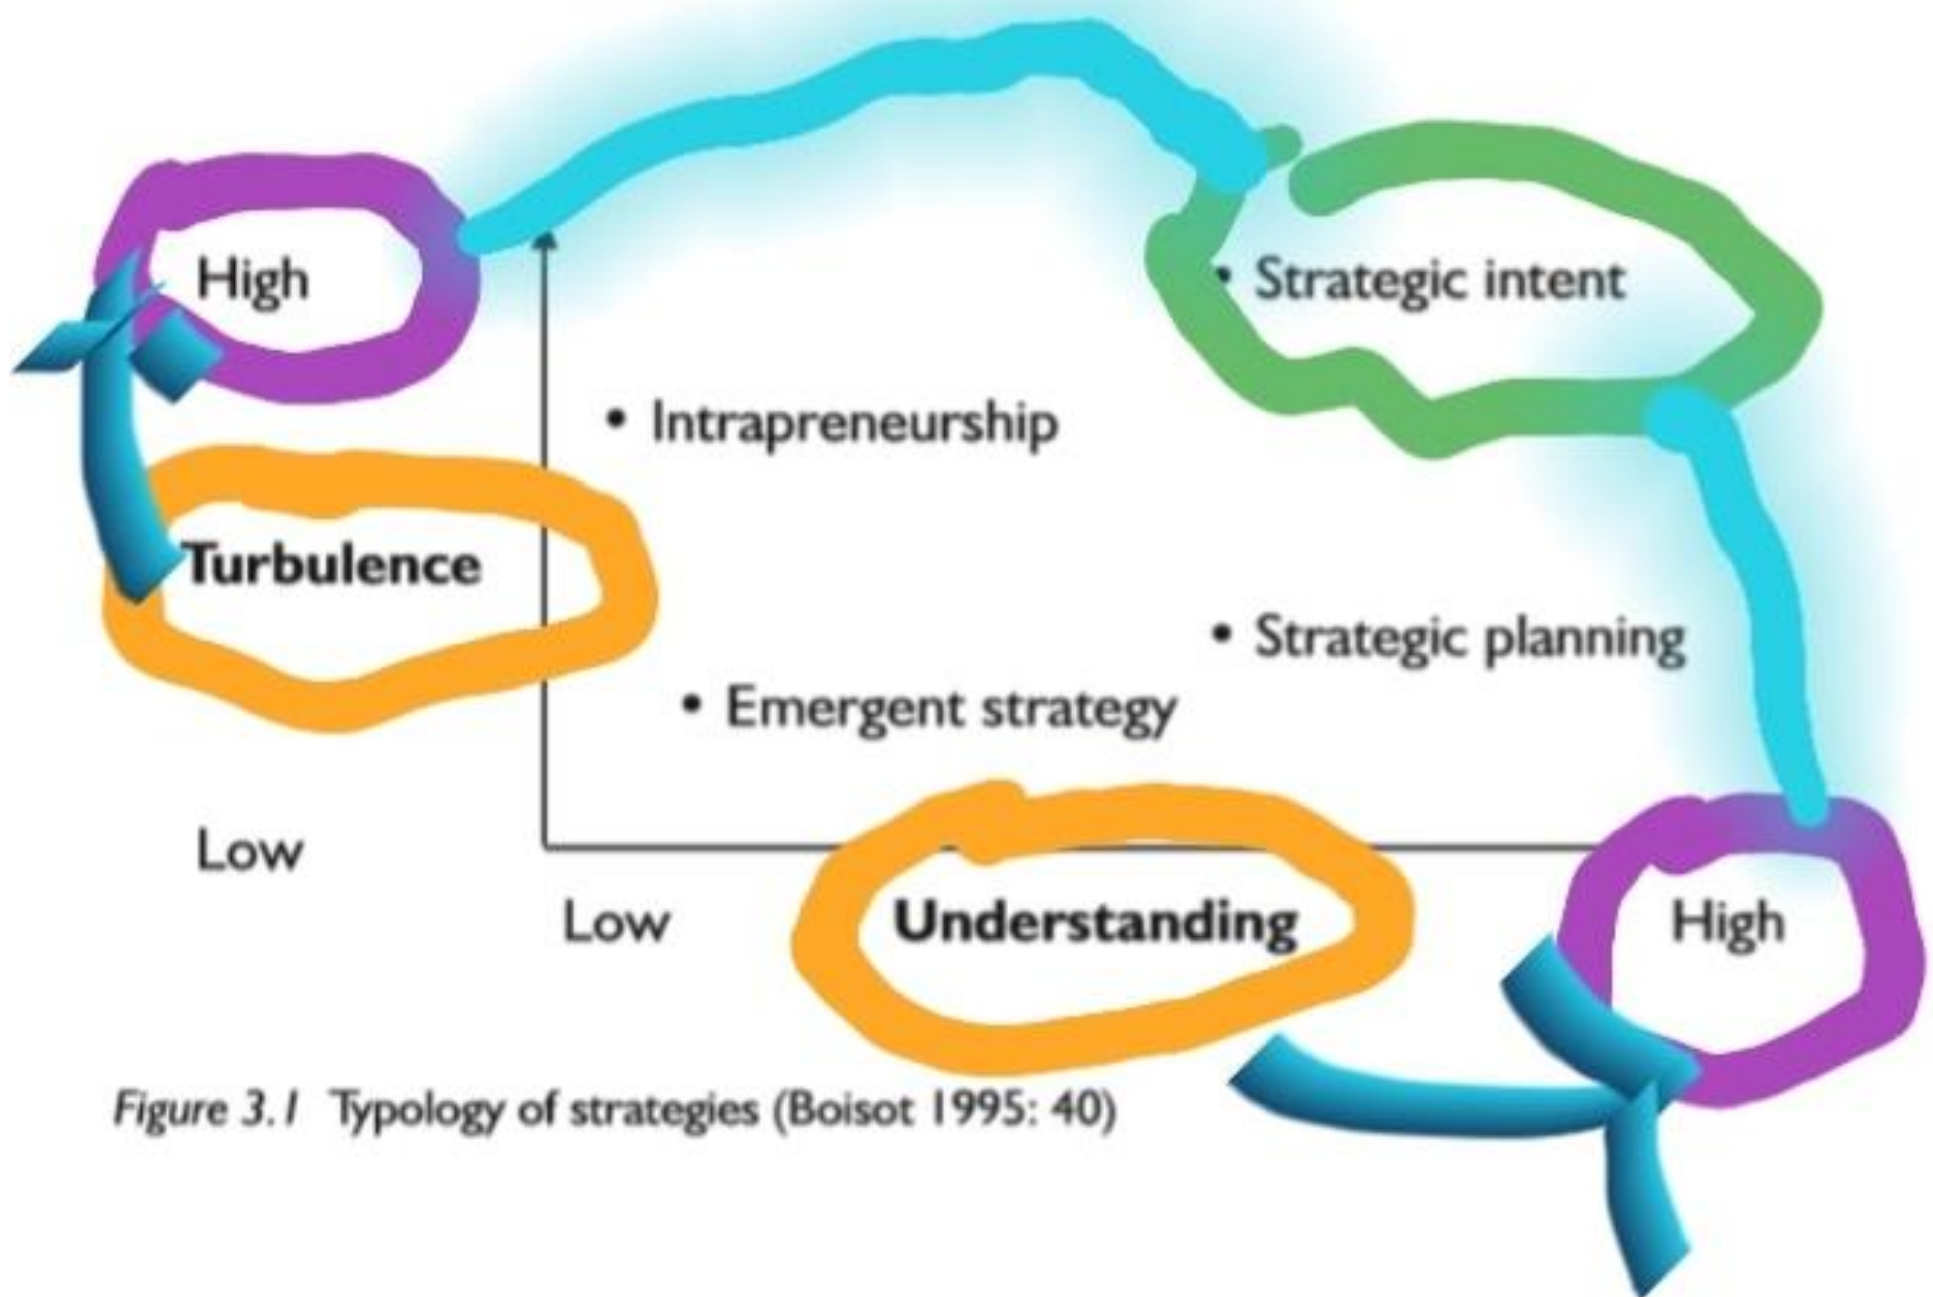 High
• Strategic intent
• Intrapreneurship
Turbulence
• Strategic planning
• Emergent strategy
Low
Low
Understanding
High
Figure 3.1 Typology of strategies (Boisot 1995: 40)